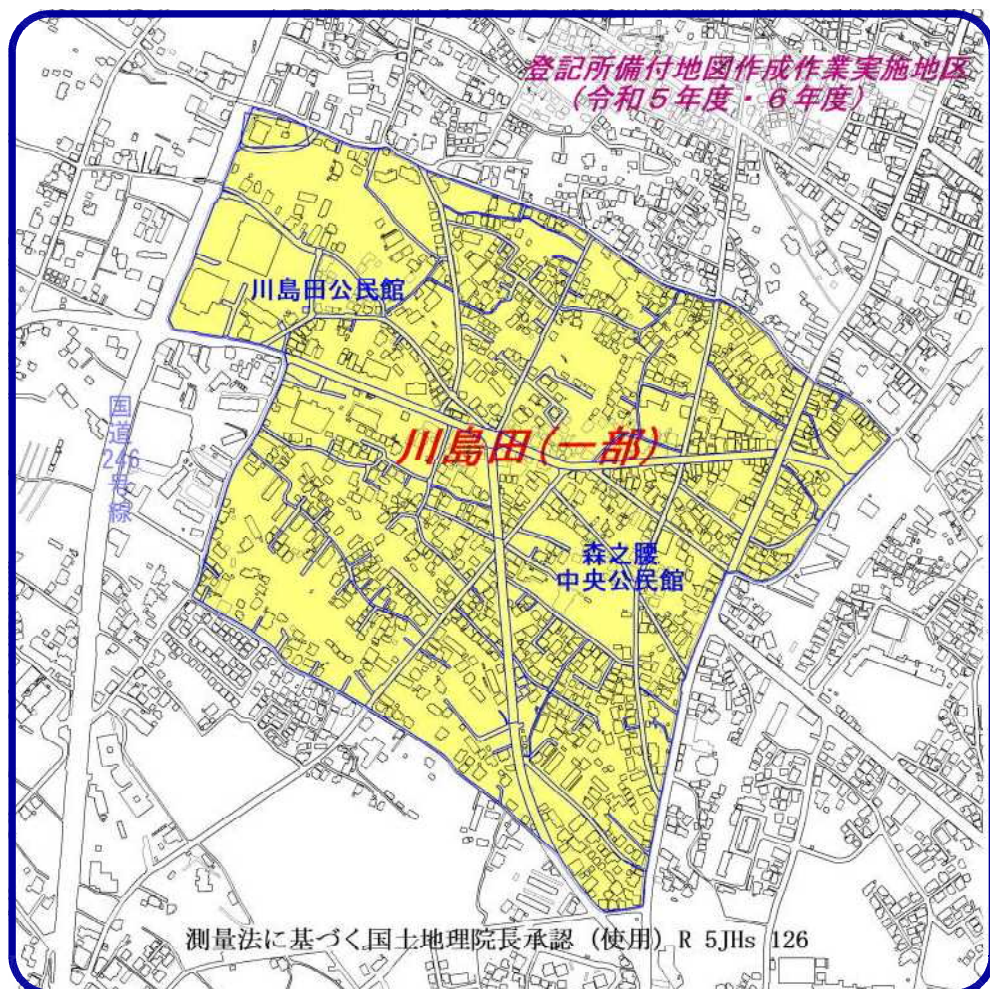 登記所備付地図作成作業実施地区
(令和5年度・6年度)
川島田公民館
国道246号線
川島田(一部)
森之腰
中央公民館
測量法に基づく国土地理院長承認（使用）R 5JHs 126